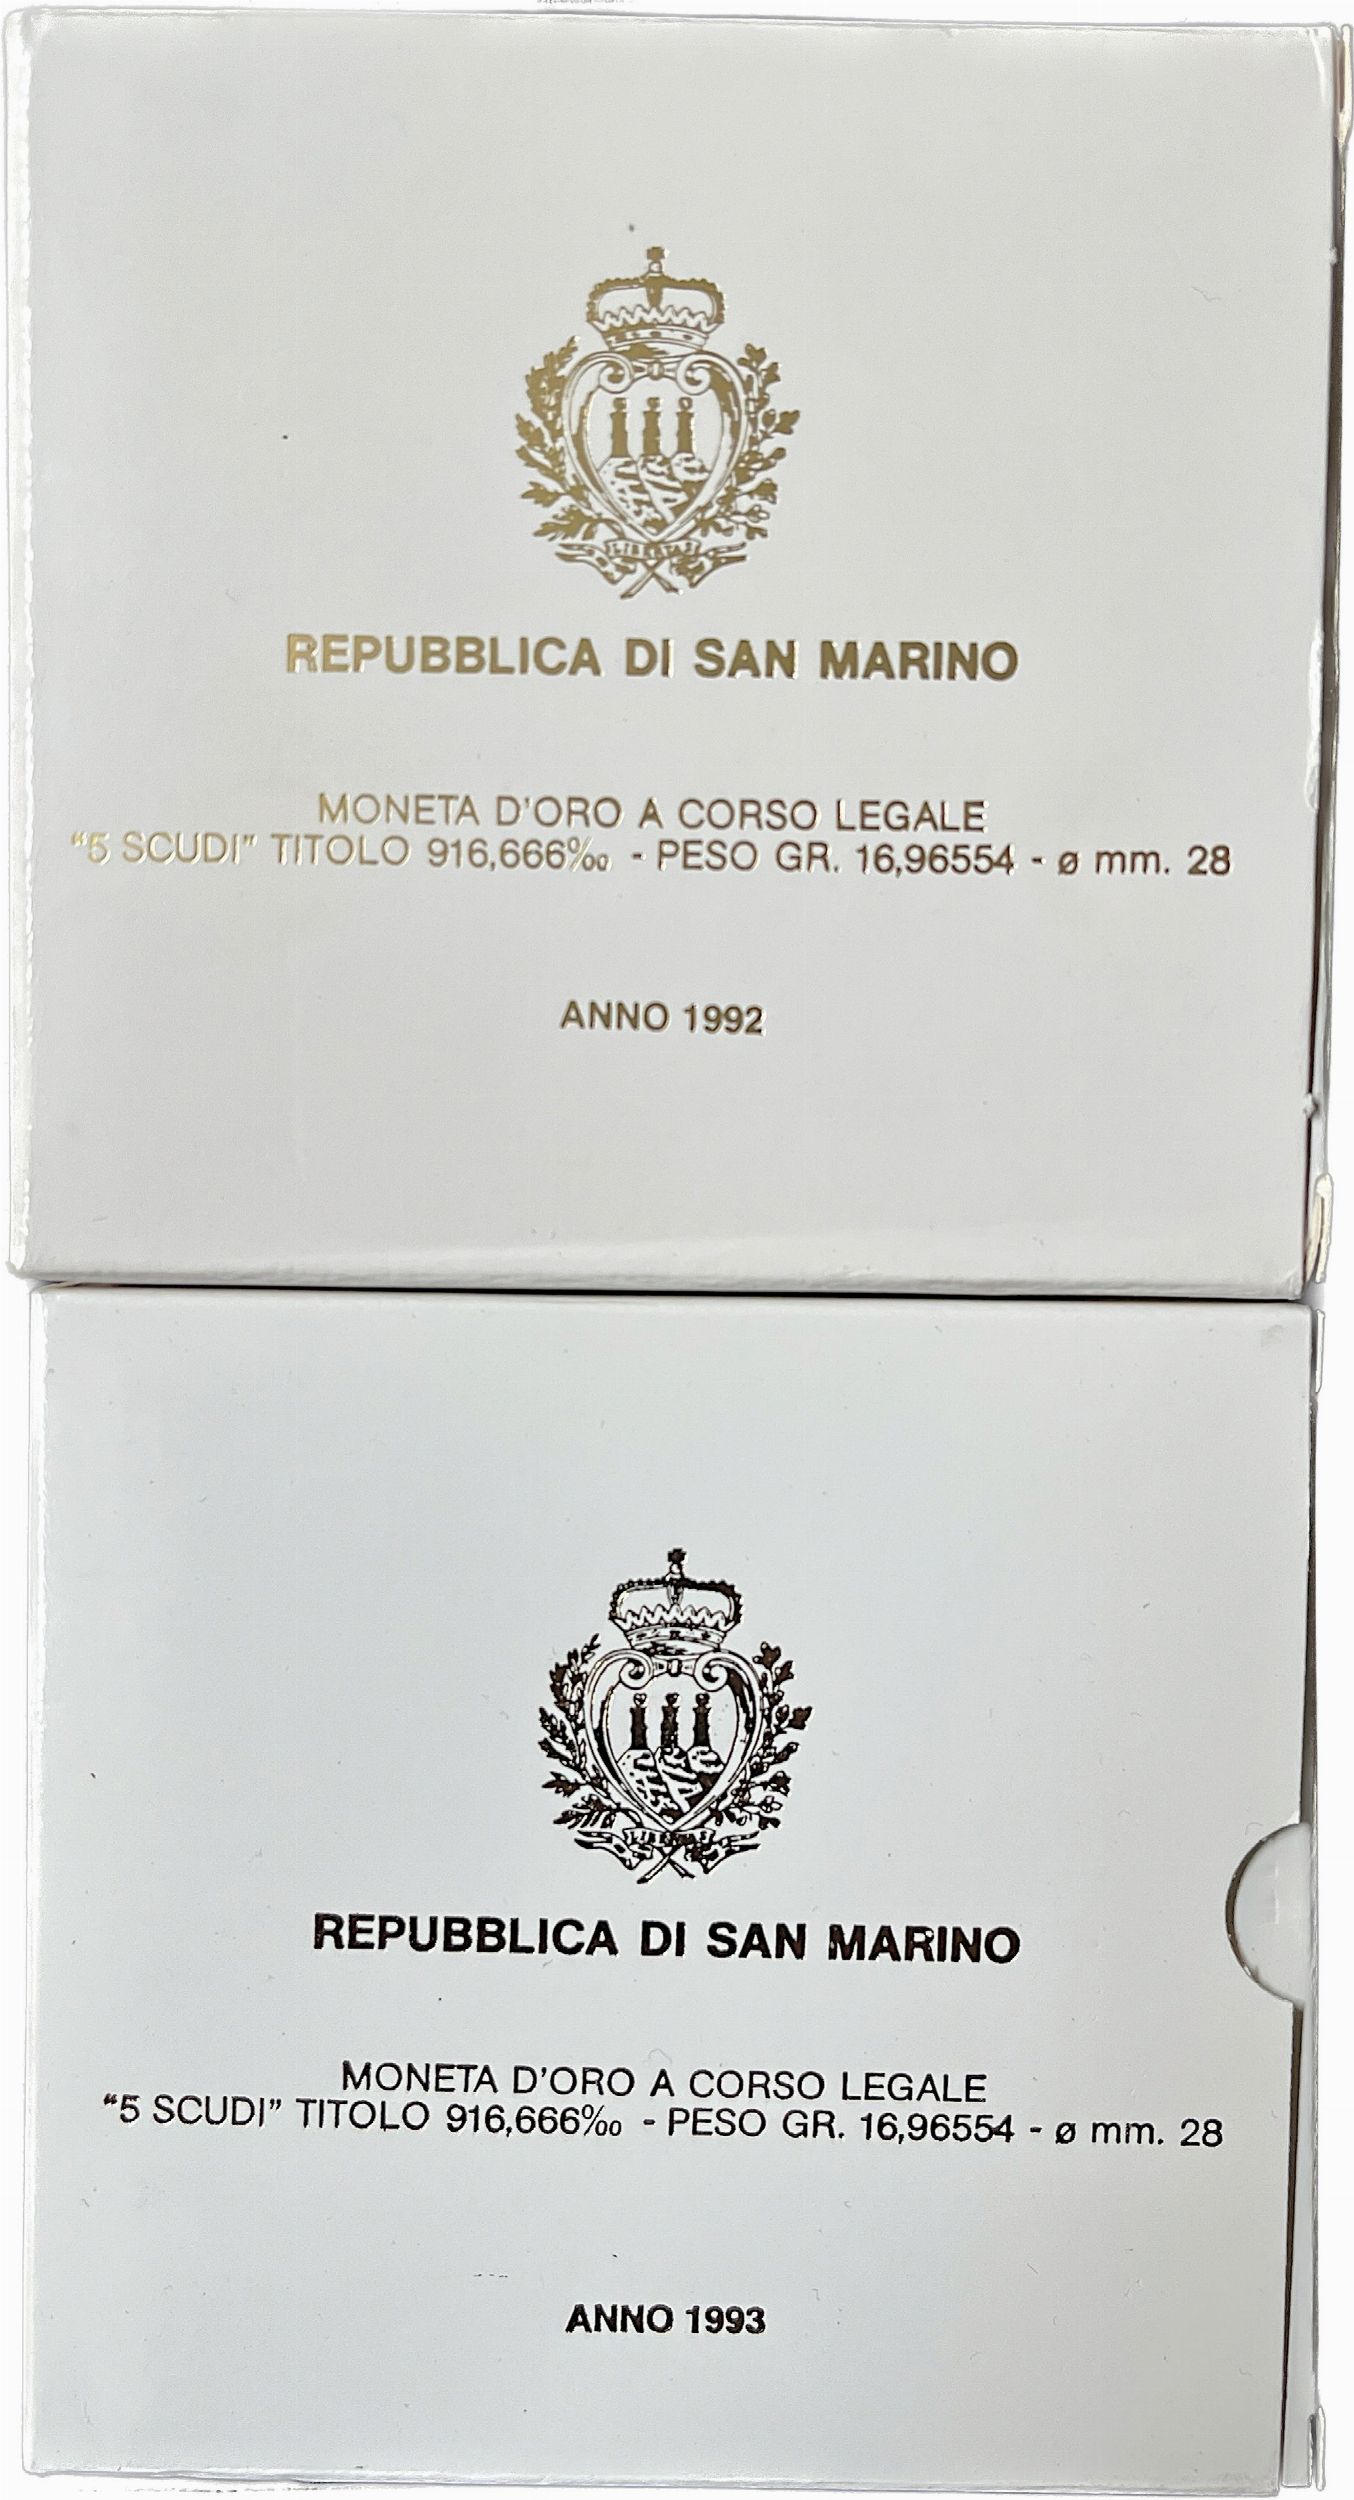 LIBERTAS
REPUBBLICA DI SAN MARINO
MONETA D'ORO A CORSO LEGALE
"5 SCUDI" TITOLO 916,666‰ - PESO GR. 16,96554 - ø mm. 28
ANNO 1992
LIBERTAS
REPUBBLICA DI SAN MARINO
MONETA D'ORO A CORSO LEGALE
"5 SCUDI" TITOLO 916,666‰ - PESO GR. 16,96554 - ø mm. 28
ANNO 1993